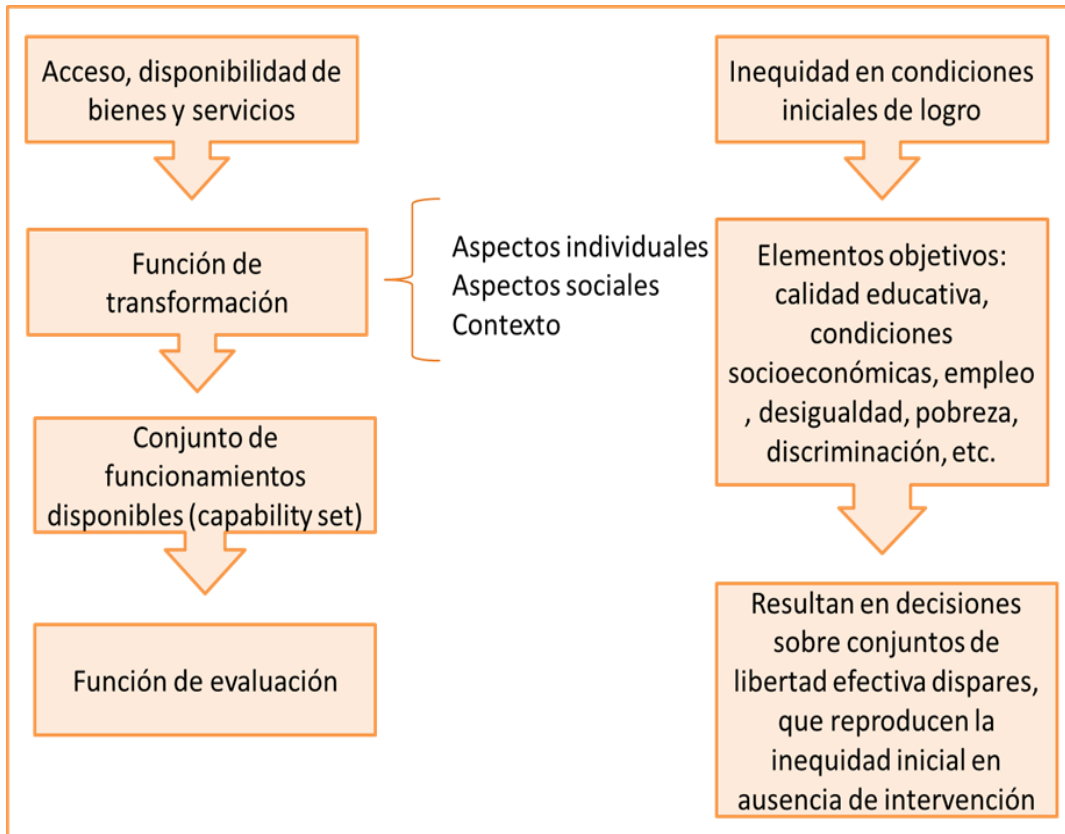 Acceso, disponibilidad de
bienes y servicios
Función de
transformación
Aspectos individuales
Aspectos sociales
Contexto
Conjunto de
funcionamientos
disponibles (capability set)
Función de evaluación
Inequidad en condiciones
iniciales de logro
Elementos objetivos:
calidad educativa,
condiciones
socioeconómicas, empleo
, desigualdad, pobreza,
discriminación, etc.
Resultan en decisiones
sobre conjuntos de
libertad efectiva dispares,
que reproducen la
inequidad inicial en
ausencia de intervención